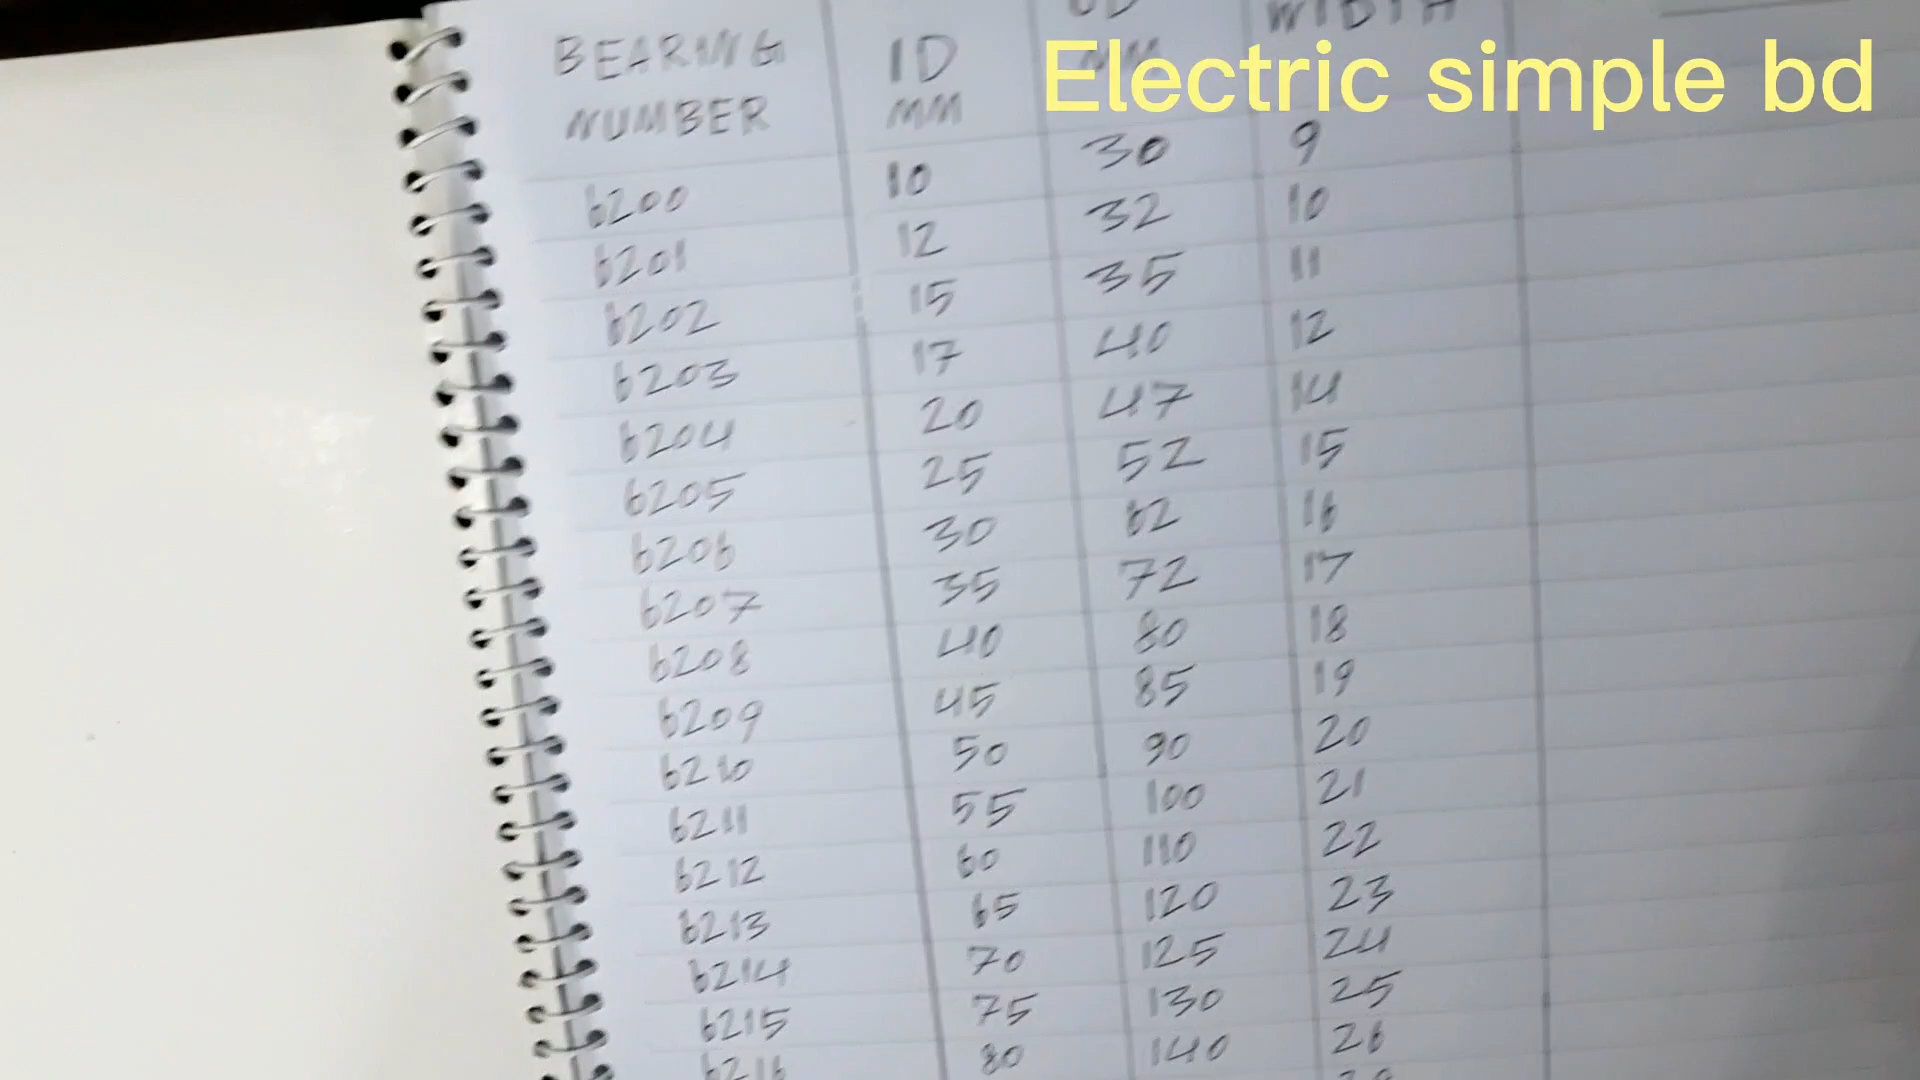 Electric simple bd
BEARING NUMBER ID MM OD MM WIDTH
6200 10 30 9
6201 12 32 10
6202 15 35 11
6203 17 40 12
6204 20 47 14
6205 25 52 15
6206 30 62 16
6207 35 72 17
6208 40 80 18
6209 45 85 19
6210 50 90 20
6211 55 100 21
6212 60 110 22
6213 65 120 23
6214 70 125 24
6215 75 130 25
6216 80 140 26